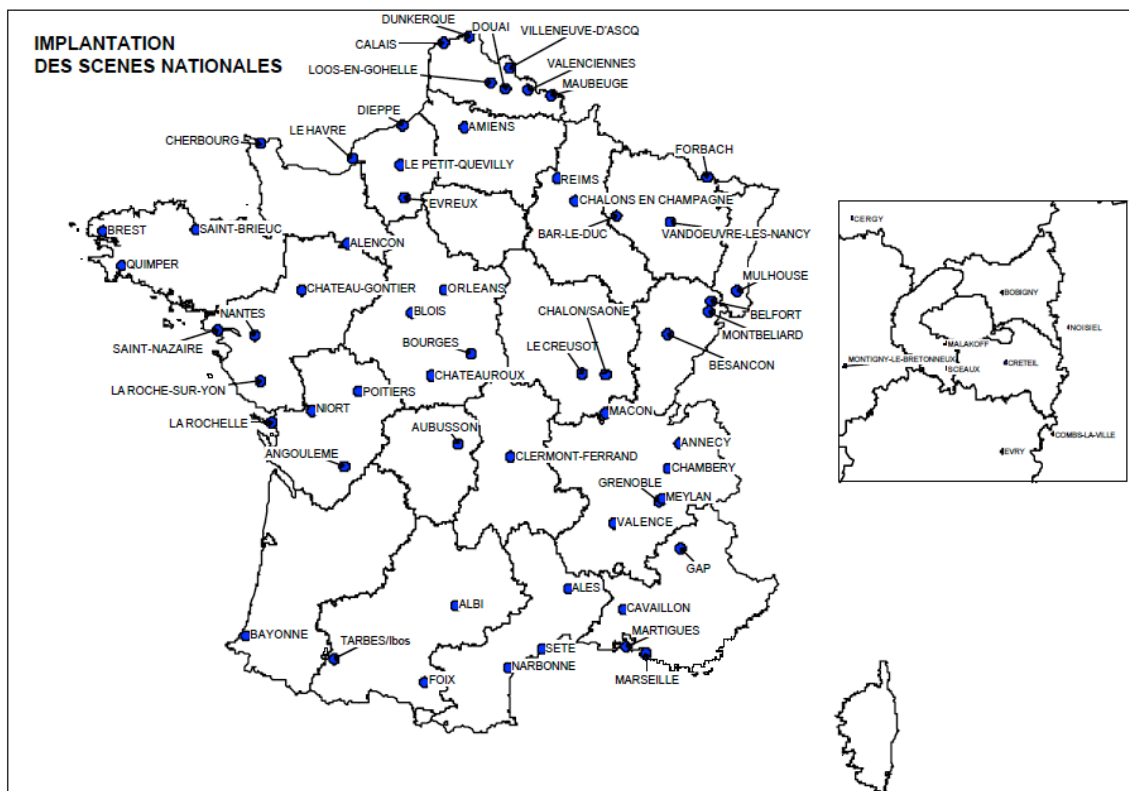 IMPLANTATION
DES SCENES NATIONALES
DUNKERQUE
DOUAI
CALAIS
VILLENEUVE-D'ASCQ
LOOS-EN-GOHELLE
VALENCIENNES
MAUBEUGE
DIEPPE
AMIENS
LE HAVRE
CHERBOURG
LE PETIT-QUEVILLY
FORBACH
REIMS
EVREUX
CHALONS EN CHAMPAGNE
BREST
SAINT-BRIEUC
BAR-LE-DUC
VANDOEUVRE-LES-NANCY
ALENCON
QUIMPER
MULHOUSE
CHATEAU-GONTIER
ORLEANS
BELFORT
NANTES
BLOIS
CHALON/SAONE
MONTBELIARD
SAINT-NAZAIRE
BOURGES
LE CREUSOT
BESANCON
LA ROCHE-SUR-YON
CHATEAUROUX
POITIERS
NIORT
MACON
LA ROCHELLE
AUBUSSON
ANNECY
ANGOULEME
CLERMONT-FERRAND
CHAMBERY
GRENOBLE
MEYLAN
VALENCE
GAP
ALES
ALBI
CAVAILLON
BAYONNE
TARBES/Ibos
SETE
MARTIGUES
NARBONNE
MARSEILLE
FOIX
CERGY
BOBIGNY
NOISIEL
MALAKOFF
MONTIGNY-LE-BRETONNEUX
SCEAUX
CRETEIL
COMBS-LA-VILLE
EVRY